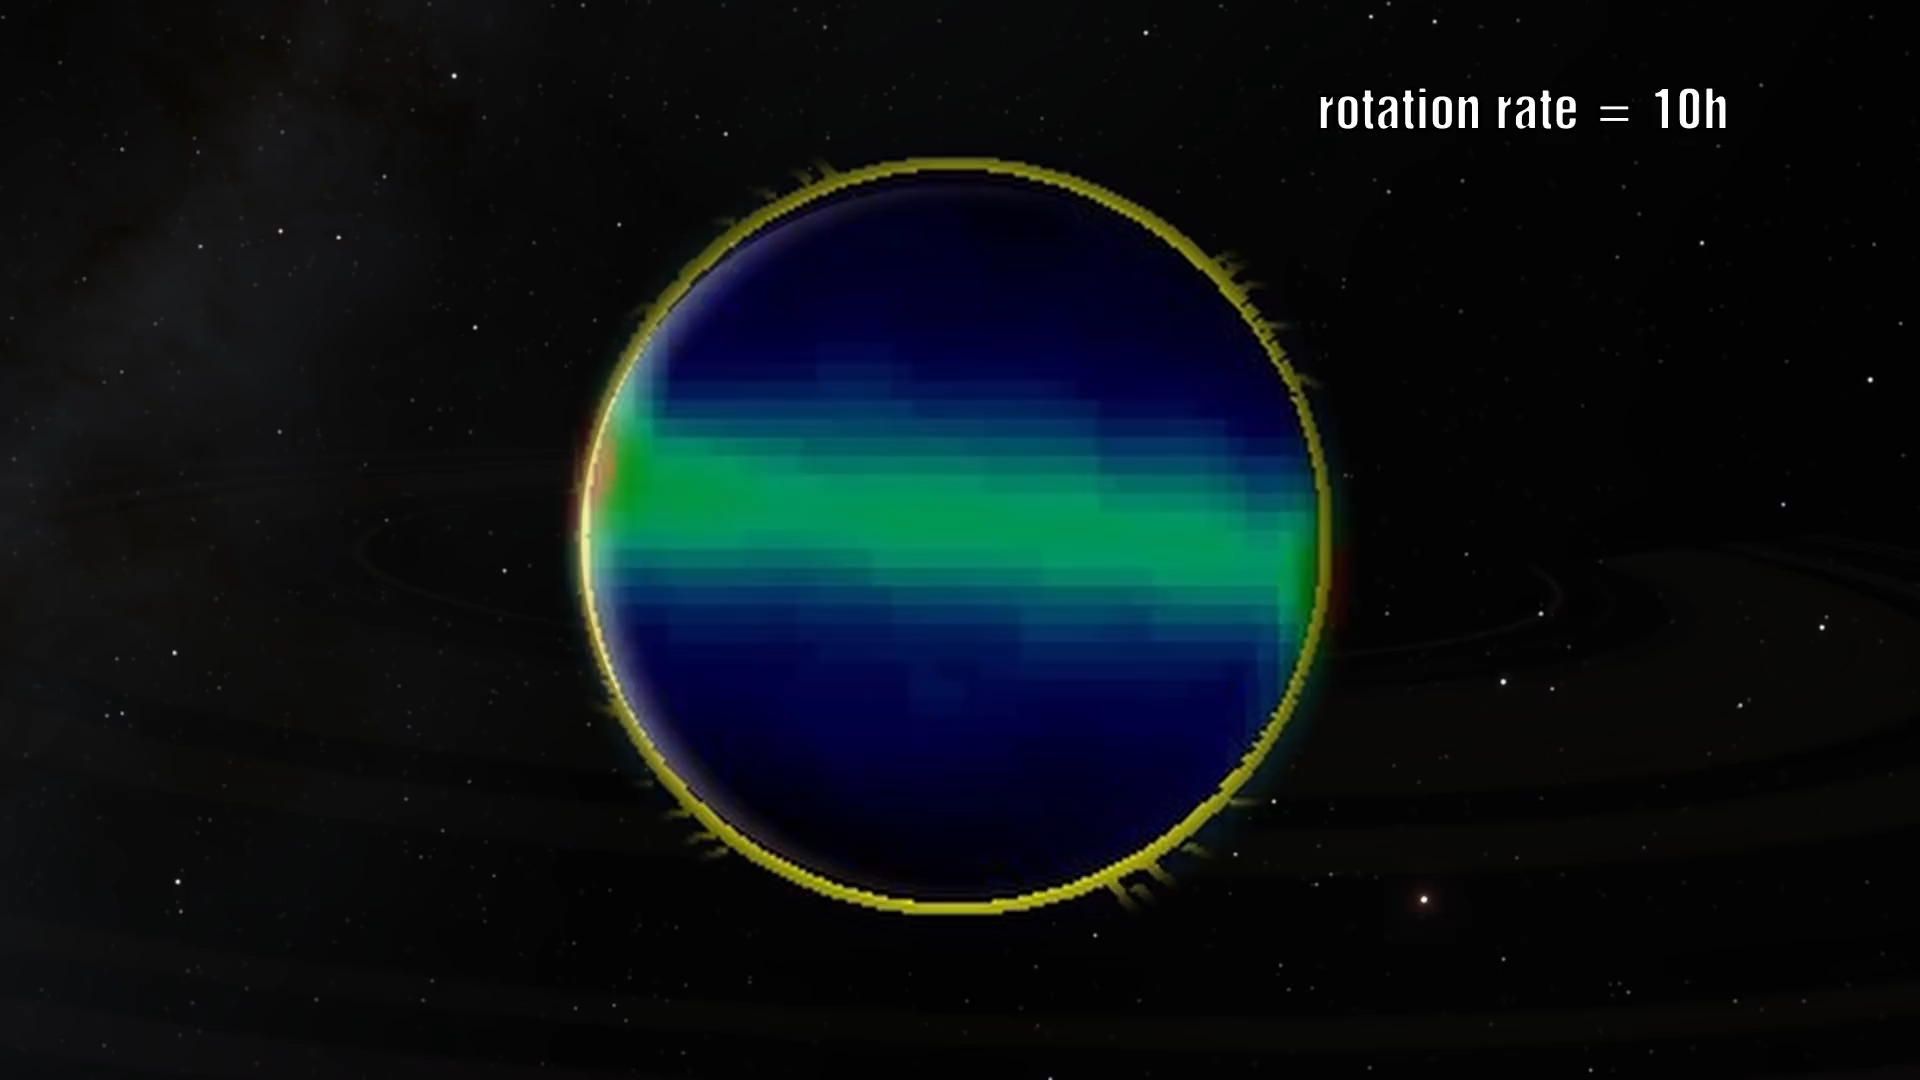 rotation rate = 10h